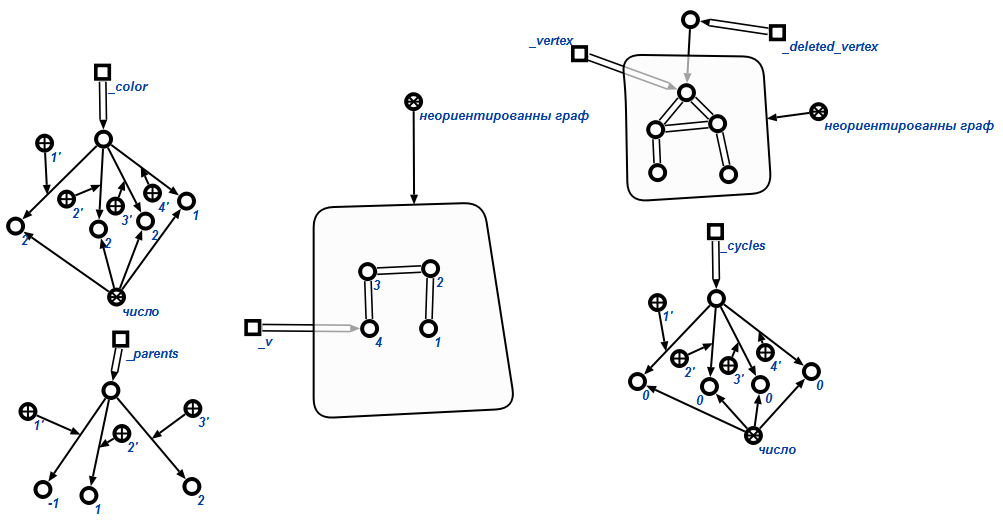 _vertex
_deleted_vertex
_color
неориентированны граф
неориентированны граф
1'
2'
3'
4'
1
2
2
2
число
_cycles
3
2
4
1
_v
1'
2'
3'
4'
0
0
0
0
число
_parents
1'
2'
3'
-1
1
2